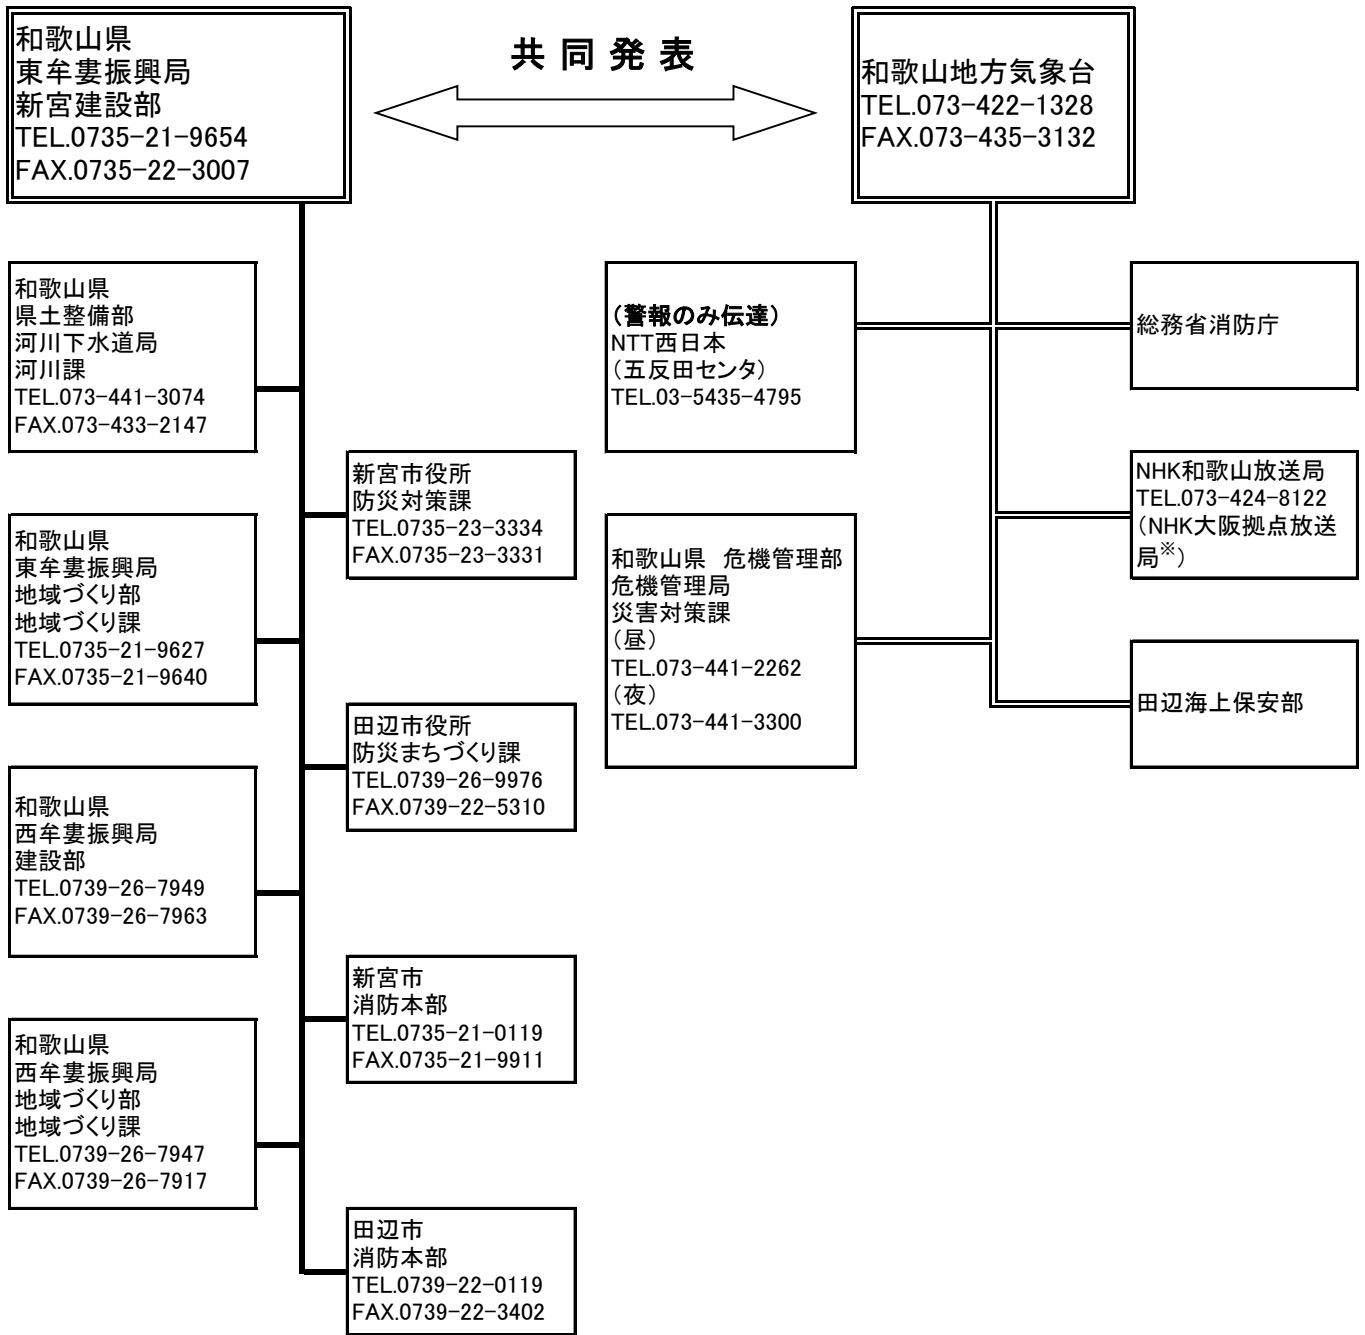 和歌山県
東牟婁振興局
新宮建設部
TEL.0735-21-9654
FAX.0735-22-3007
共同発表
和歌山地方気象台
TEL.073-422-1328
FAX.073-435-3132
和歌山県
県土整備部
河川下水道局
河川課
TEL.073-441-3074
FAX.073-433-2147
新宮市役所
防災対策課
TEL.0735-23-3334
FAX.0735-23-3331
和歌山県
東牟婁振興局
地域づくり部
地域づくり課
TEL.0735-21-9627
FAX.0735-21-9640
田辺市役所
防災まちづくり課
TEL.0739-26-9976
FAX.0739-22-5310
和歌山県
西牟婁振興局
建設部
TEL.0739-26-7949
FAX.0739-26-7963
新宮市
消防本部
TEL.0735-21-0119
FAX.0735-21-9911
和歌山県
西牟婁振興局
地域づくり部
地域づくり課
TEL.0739-26-7947
FAX.0739-26-7917
田辺市
消防本部
TEL.0739-22-0119
FAX.0739-22-3402
（警報のみ伝達）
NTT西日本
（五反田センタ）
TEL.03-5435-4795
和歌山県　危機管理部
危機管理局
災害対策課
（昼）
TEL.073-441-2262
（夜）
TEL.073-441-3300
総務省消防庁
NHK和歌山放送局
TEL.073-424-8122
（NHK大阪拠点放送
局※）
田辺海上保安部